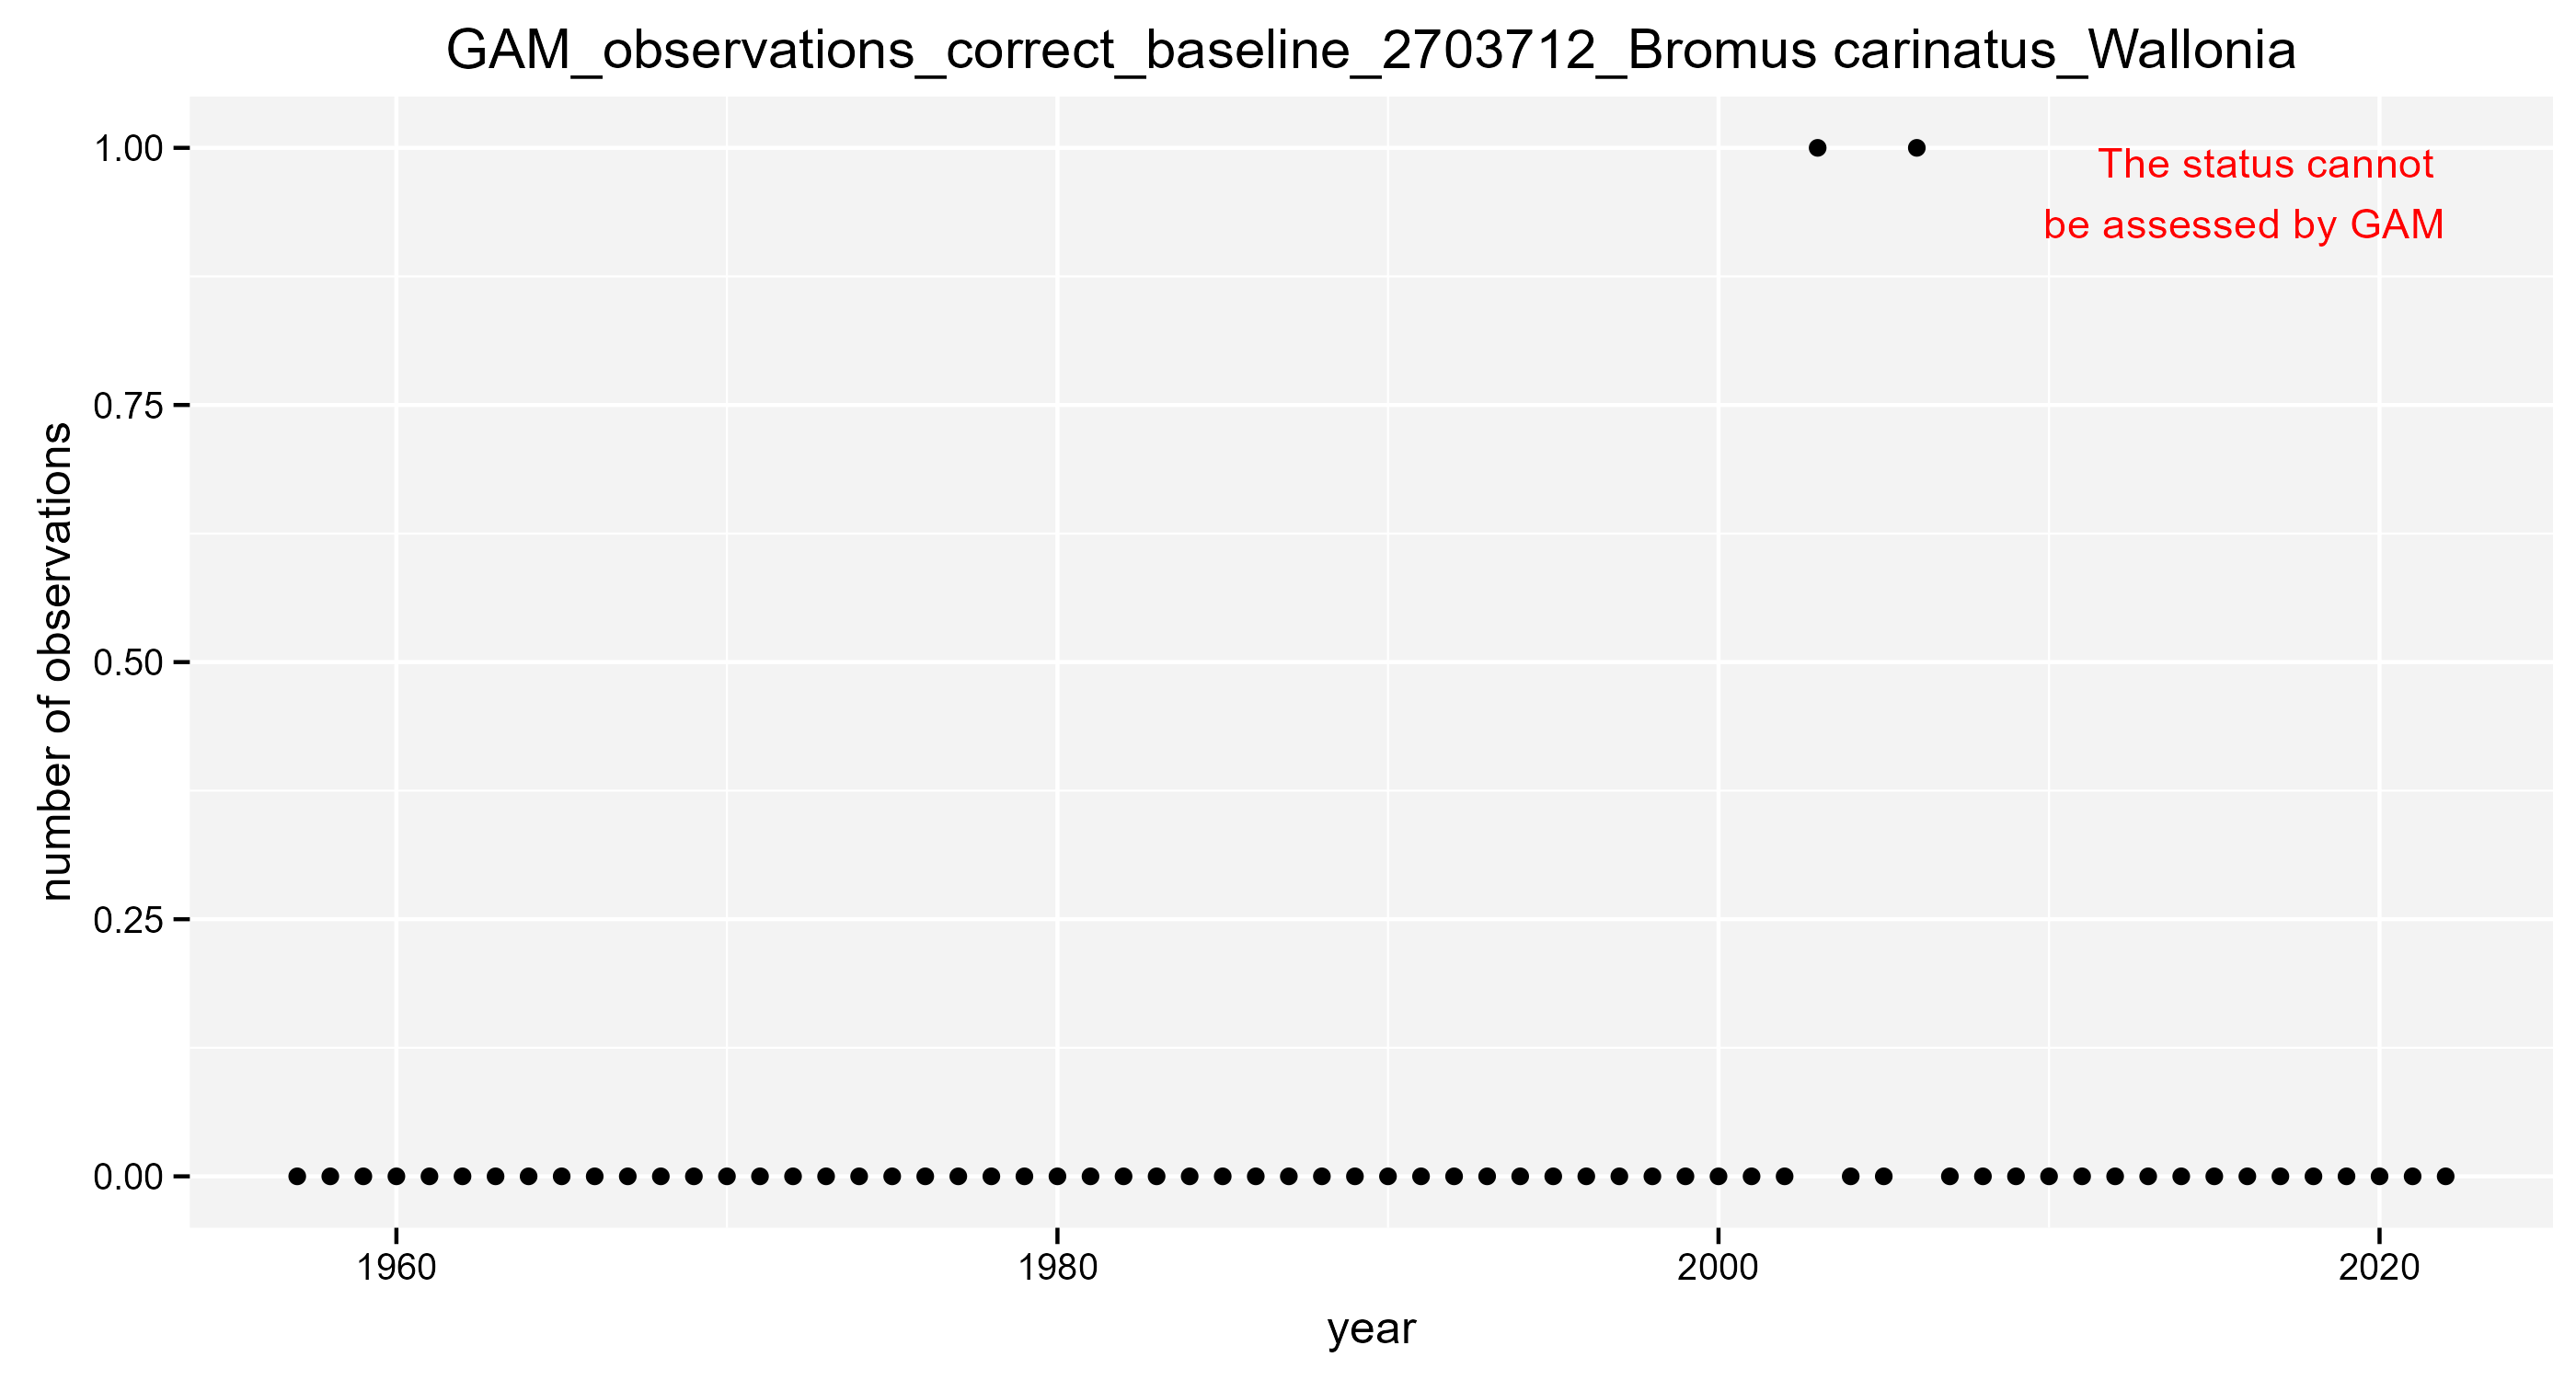 GAM_observations_correct_baseline_2703712_Bromus carinatus_Wallonia
The status cannot
be assessed by GAM
number of observations
1.00
0.75
0.50
0.25
0.00
1960 1980 2000 2020
year